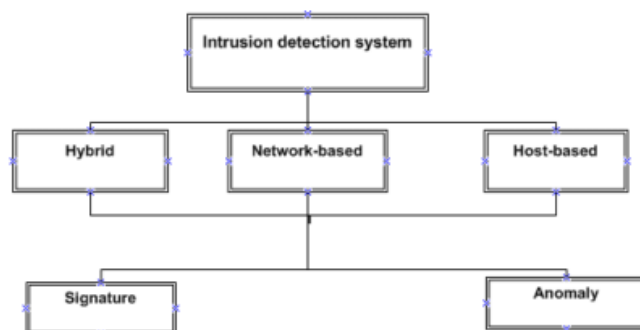 Intrusion detection system
Hybrid
Network-based
Host-based
Signature
Anomaly